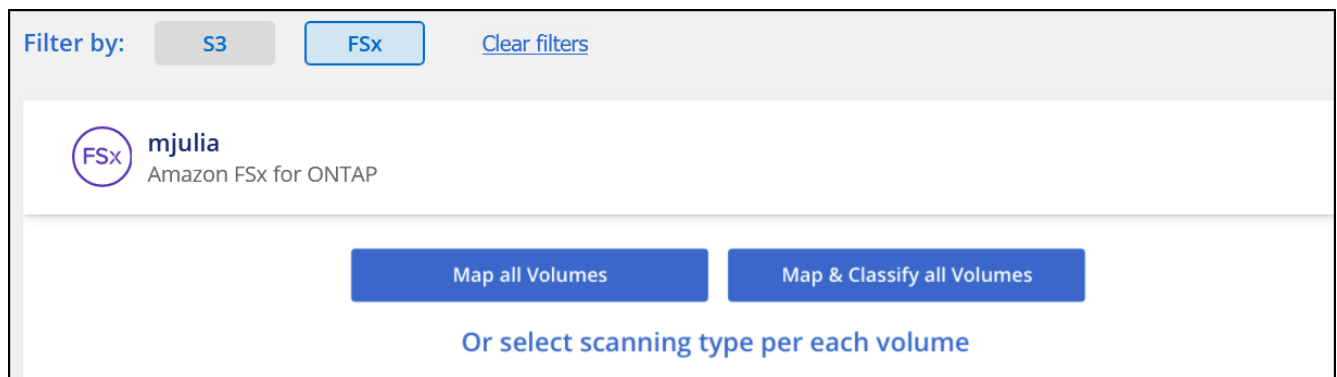 Filter by: S3 FSx Clear filters
FSx mjulia
Amazon FSx for ONTAP
Map all Volumes Map & Classify all Volumes
Or select scanning type per each volume